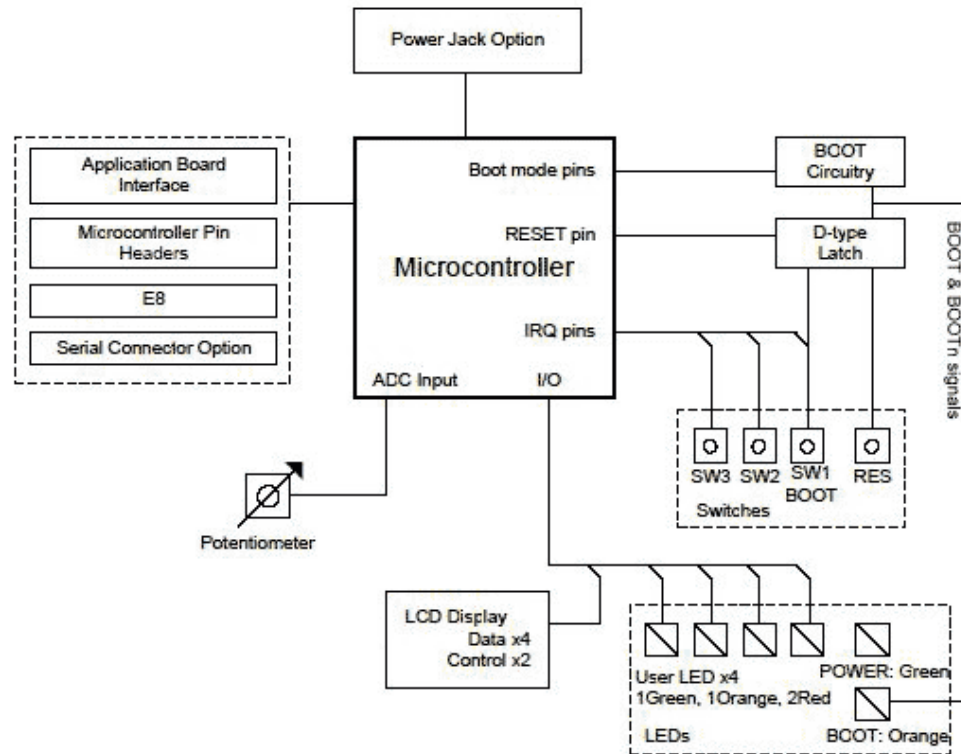 Power Jack Option
Application Board
Interface
Microcontroller Pin
Headers
E8
Serial Connector Option
Boot mode pins
RESET pin
Microcontroller
IRQ pins
ADC Input
I/O
BOOT
Circuitry
D-type
Latch
BOOT & BOOTn signals
SW3
SW2
SW1
BOOT
RES
Switches
Potentiometer
LCD Display
Data x4
Control x2
User LED x4
1Green, 1Orange, 2Red
LEDs
POWER: Green
BOOT: Orange